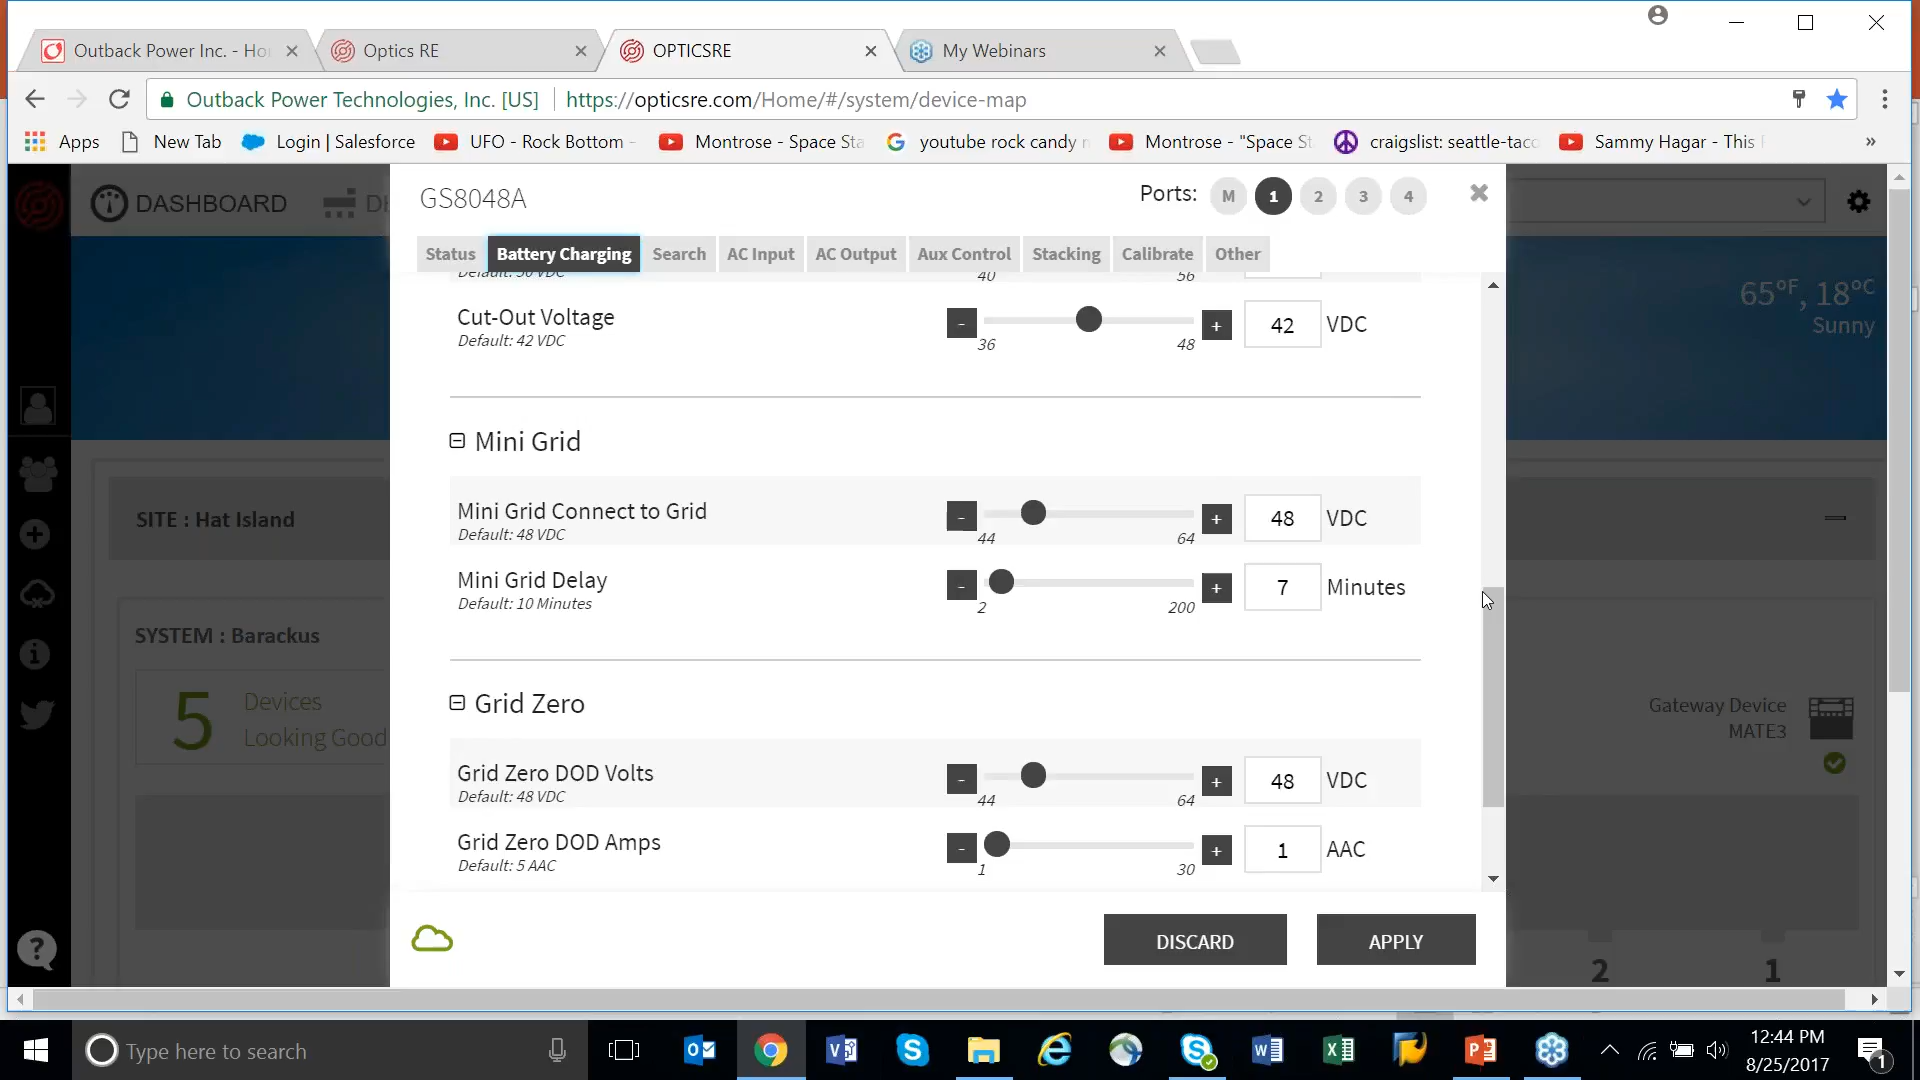 Outback Power Inc. - Ho
Optics RE
OPTICSRE
My Webinars
Outback Power Technologies, Inc. [US]
https://opticsre.com/Home/#/system/device-map
Apps
New Tab
Login | Salesforce
UFO - Rock Bottom -
Montrose - Space Sta
youtube rock candy
Montrose - "Space St
craigslist: seattle-taco
Sammy Hagar - This
»
DASHBOARD
GS8048A
Ports: M 1 2 3 4
Status
Battery Charging
Search
AC Input
AC Output
Aux Control
Stacking
Calibrate
Other
65°F, 18°C
Sunny
Default: 50 VDC
40 56
Cut-Out Voltage
Default: 42 VDC
- + 42 VDC
36 48
Mini Grid
Mini Grid Connect to Grid
Default: 48 VDC
- + 48 VDC
44 64
Mini Grid Delay
Default: 10 Minutes
- + 7 Minutes
2 200
Grid Zero
Grid Zero DOD Volts
Default: 48 VDC
- + 48 VDC
44 64
Grid Zero DOD Amps
Default: 5 AAC
- + 1 AAC
1 30
DISCARD
APPLY
SITE : Hat Island
SYSTEM : Barackus
5
Devices
Looking Good
Gateway Device
MATE3
2 1
Type here to search
12:44 PM
8/25/2017
1